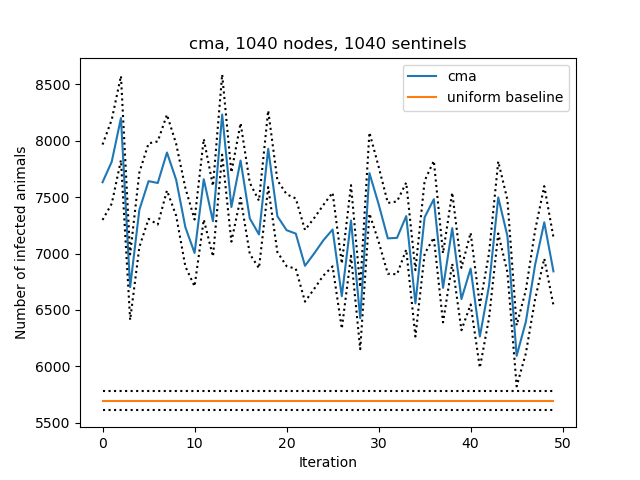 cma, 1040 nodes, 1040 sentinels
cma
uniform baseline
8500
8000
7500
7000
6500
6000
5500
Number of infected animals
0
10
20
30
40
50
Iteration